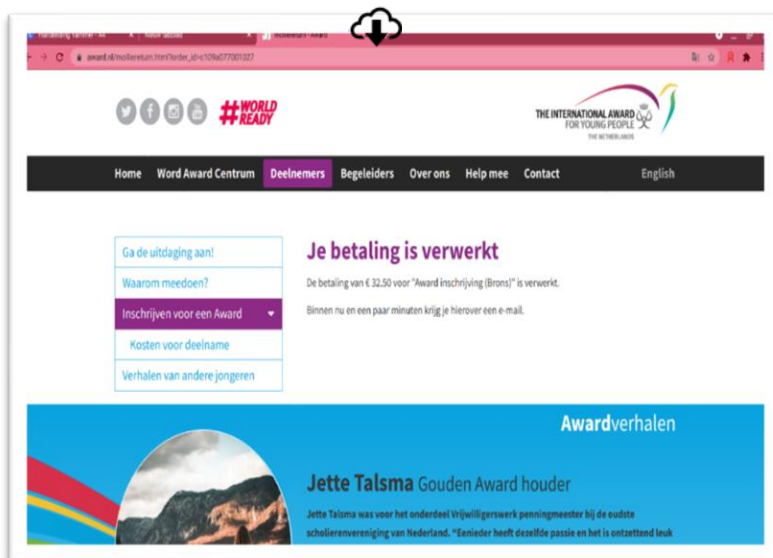 Nieuw tabblad
award.nl/mollieretum.html?order_id=c109a077001027
#WORLD
READY
THE INTERNATIONAL AWARD
FOR YOUNG PEOPLE
THE NETHERLANDS
Home Word Award Centrum Deelnemers Begeleiders Over ons Help mee Contact English
Ga de uitdaging aan!
Waarom meedoen?
Inschrijven voor een Award
Kosten voor deelname
Verhalen van andere jongeren
Je betaling is verwerkt
De betaling van € 32.50 voor "Award inschrijving (Brons)" is verwerkt.
Binnen nu en een paar minuten krijg je hierover een e-mail.
Awardverhalen
Jette Talsma Gouden Award houder
Jette Talsma was voor het onderdeel Vrijwilligerswerk penningmeester bij de oudste
scholierenvereniging van Nederland. “Eenieder heeft dezelfde passie en het is ontzettend leuk